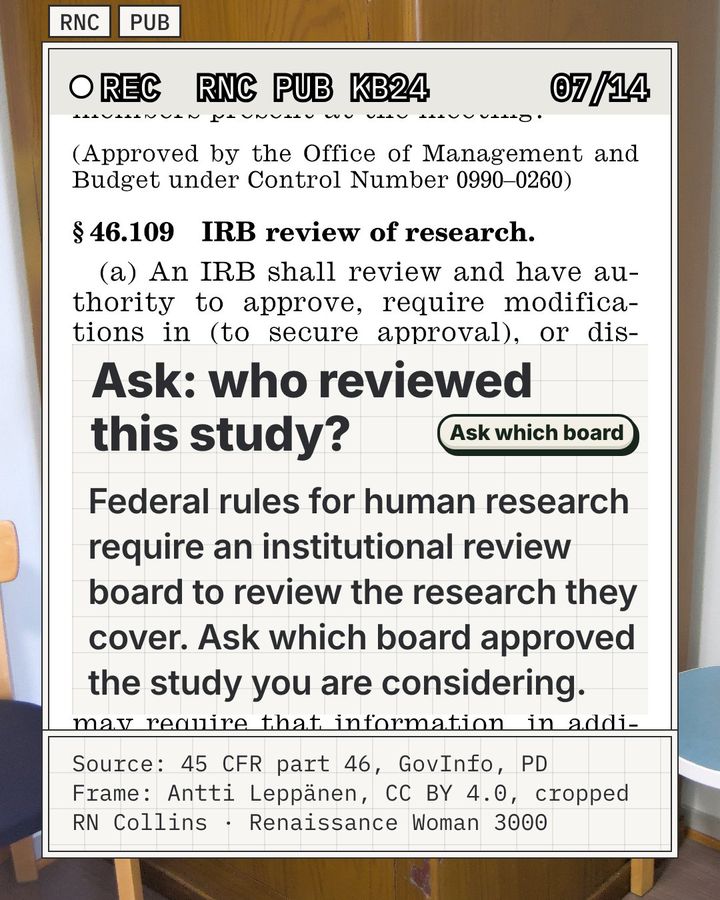 RNC PUB
REC RNC PUB KB24 07/14
members present at the meeting.
(Approved by the Office of Management and
Budget under Control Number 0990–0260)
§ 46.109 IRB review of research.
(a) An IRB shall review and have au-
thority to approve, require modifica-
tions in (to secure approval), or dis-
Ask: who reviewed
this study?
Ask which board
Federal rules for human research
require an institutional review
board to review the research they
cover. Ask which board approved
the study you are considering.
may require that information, in addi-
Source: 45 CFR part 46, GovInfo, PD
Frame: Antti Leppänen, CC BY 4.0, cropped
RN Collins · Renaissance Woman 3000